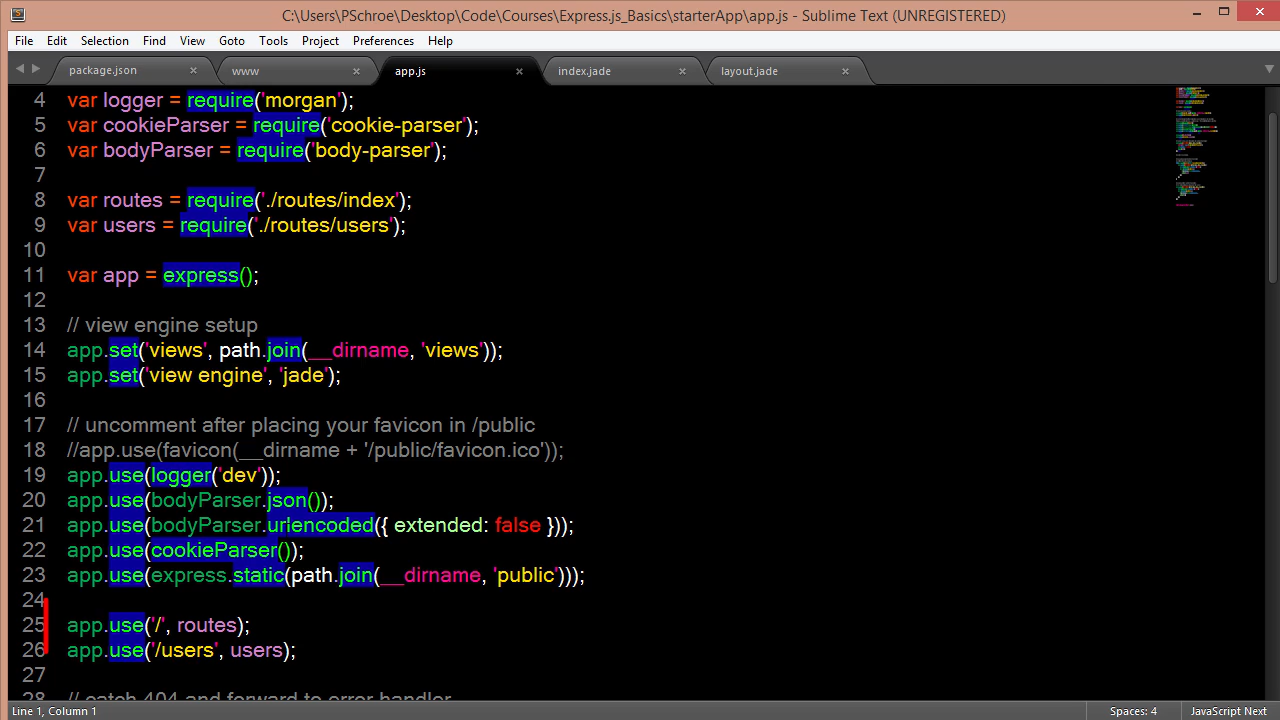 C:\Users\PSchroe\Desktop\Code\Courses\Express.js_Basics\starterApp\app.js - Sublime Text (UNREGISTERED)
File Edit Selection Find View Goto Tools Project Preferences Help
package.json www app.js index.jade layout.jade
4 var logger = require('morgan');
5 var cookieParser = require('cookie-parser');
6 var bodyParser = require('body-parser');
7
8 var routes = require('./routes/index');
9 var users = require('./routes/users');
10
11 var app = express();
12
13 // view engine setup
14 app.set('views', path.join(__dirname, 'views'));
15 app.set('view engine', 'jade');
16
17 // uncomment after placing your favicon in /public
18 //app.use(favicon(__dirname + '/public/favicon.ico'));
19 app.use(logger('dev'));
20 app.use(bodyParser.json());
21 app.use(bodyParser.urlencoded({ extended: false }));
22 app.use(cookieParser());
23 app.use(express.static(path.join(__dirname, 'public')));
24
25 app.use('/', routes);
26 app.use('/users', users);
27
28 // catch 404 and forward to error handler
Line 1, Column 1 Spaces: 4 JavaScript Next